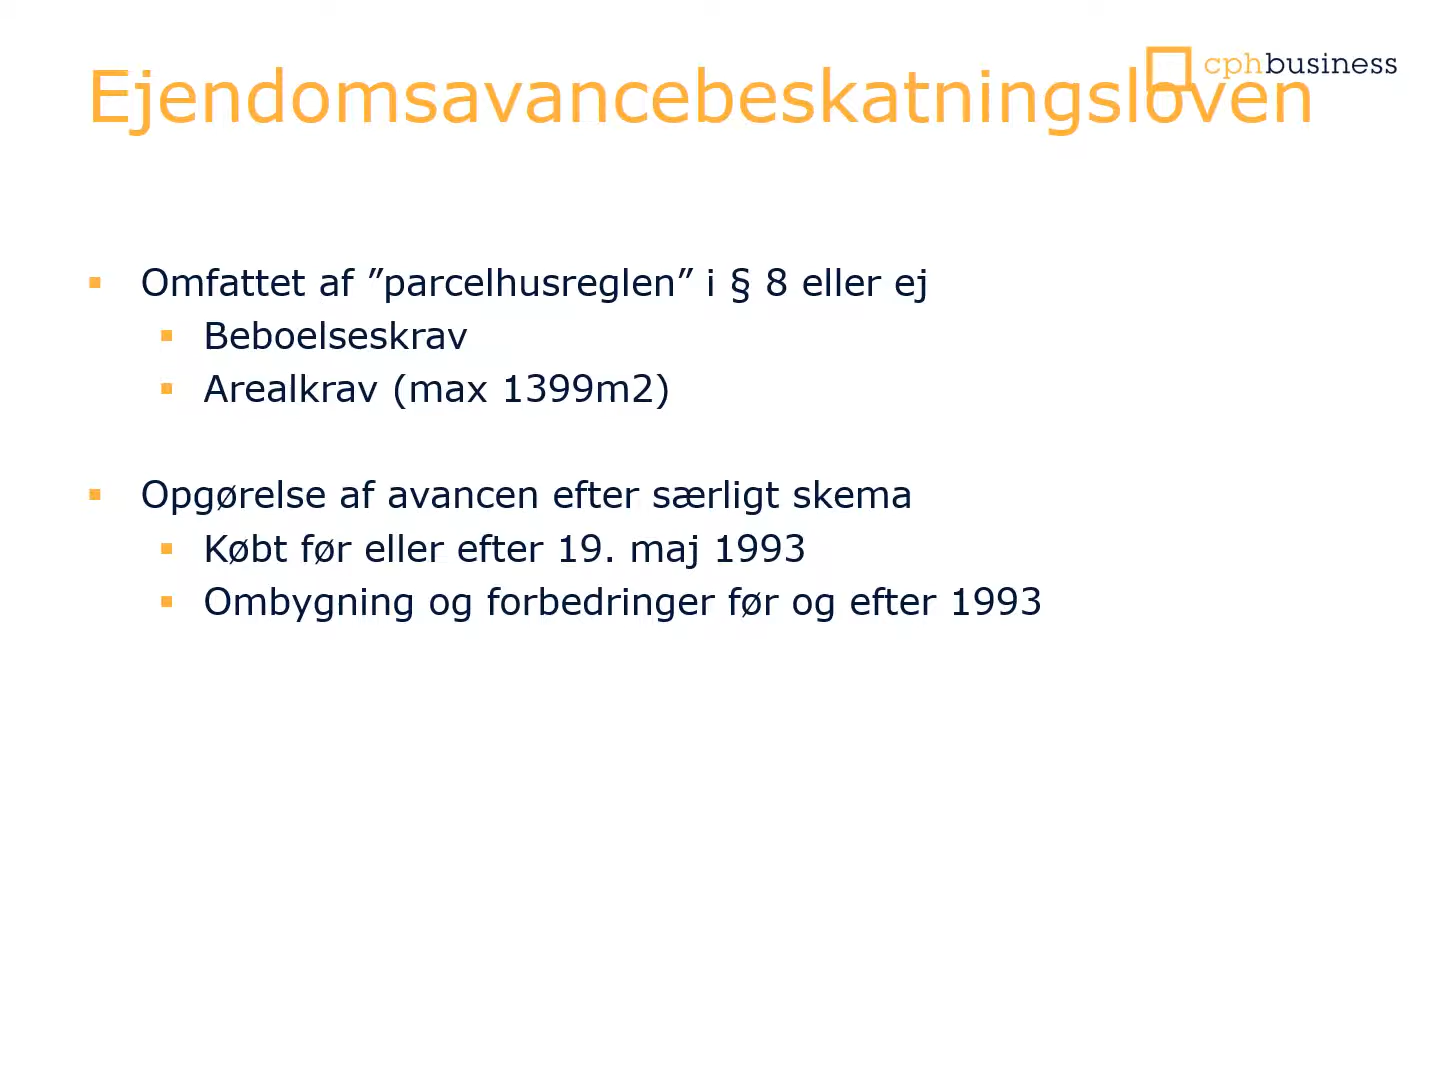 cphbusiness
Ejendomsavancebeskatningsloven
▪ Omfattet af ”parcelhusreglen” i § 8 eller ej
▪ Beboelseskrav
▪ Arealkrav (max 1399m2)
▪ Opgørelse af avancen efter særligt skema
▪ Købt før eller efter 19. maj 1993
▪ Ombygning og forbedringer før og efter 1993